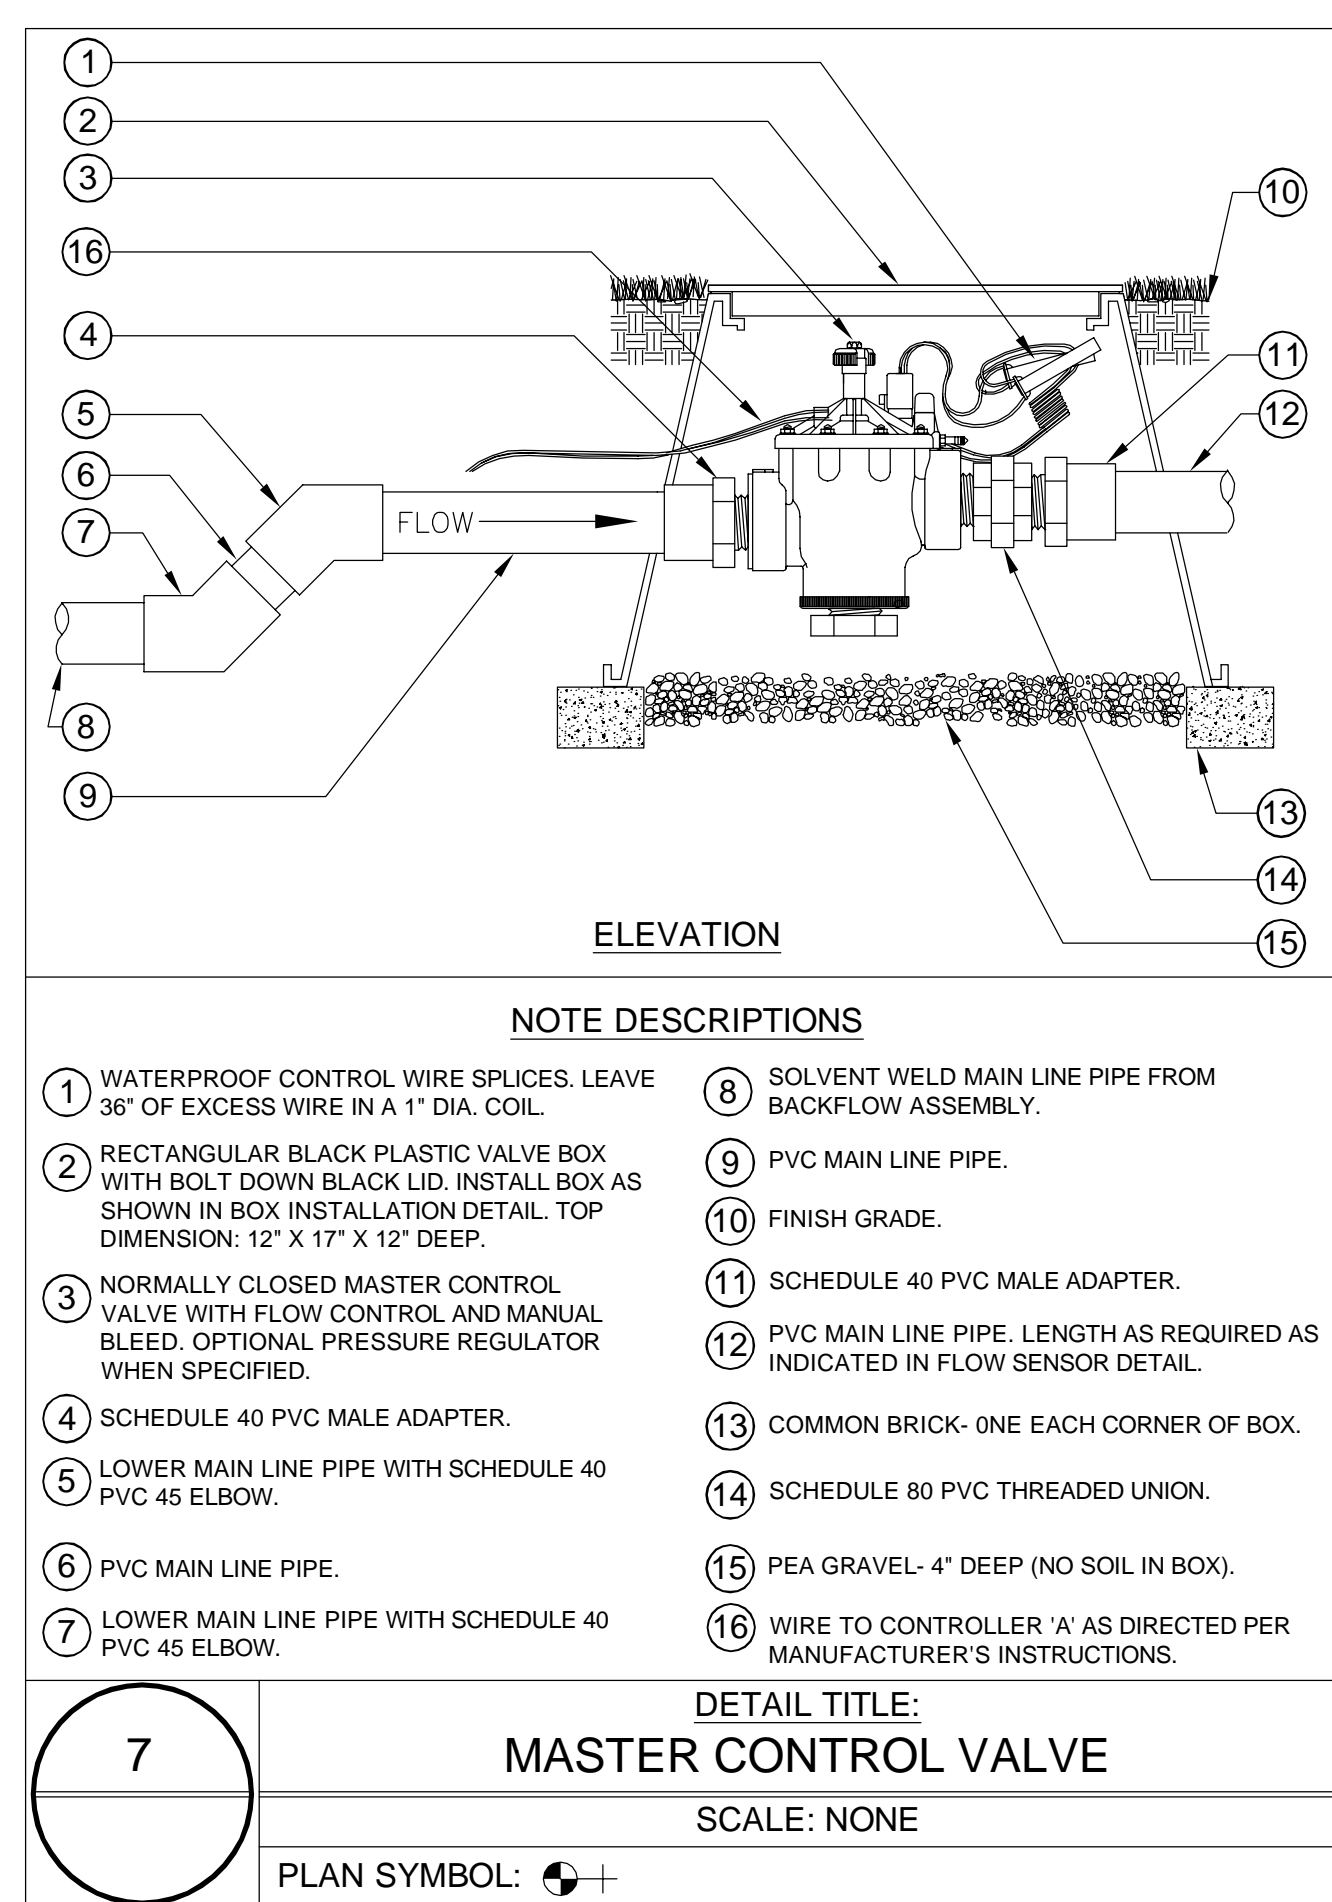 1
2
3
16
4
5
6
7
8
9
10
11
12
13
14
15
FLOW
ELEVATION
NOTE DESCRIPTIONS
1 WATERPROOF CONTROL WIRE SPLICES. LEAVE
36" OF EXCESS WIRE IN A 1" DIA. COIL.
2 RECTANGULAR BLACK PLASTIC VALVE BOX
WITH BOLT DOWN BLACK LID. INSTALL BOX AS
SHOWN IN BOX INSTALLATION DETAIL. TOP
DIMENSION: 12" X 17" X 12" DEEP.
3 NORMALLY CLOSED MASTER CONTROL
VALVE WITH FLOW CONTROL AND MANUAL
BLEED. OPTIONAL PRESSURE REGULATOR
WHEN SPECIFIED.
4 SCHEDULE 40 PVC MALE ADAPTER.
5 LOWER MAIN LINE PIPE WITH SCHEDULE 40
PVC 45 ELBOW.
6 PVC MAIN LINE PIPE.
7 LOWER MAIN LINE PIPE WITH SCHEDULE 40
PVC 45 ELBOW.
8 SOLVENT WELD MAIN LINE PIPE FROM
BACKFLOW ASSEMBLY.
9 PVC MAIN LINE PIPE.
10 FINISH GRADE.
11 SCHEDULE 40 PVC MALE ADAPTER.
12 PVC MAIN LINE PIPE. LENGTH AS REQUIRED AS
INDICATED IN FLOW SENSOR DETAIL.
13 COMMON BRICK- 0NE EACH CORNER OF BOX.
14 SCHEDULE 80 PVC THREADED UNION.
15 PEA GRAVEL- 4" DEEP (NO SOIL IN BOX).
16 WIRE TO CONTROLLER 'A' AS DIRECTED PER
MANUFACTURER'S INSTRUCTIONS.
7
DETAIL TITLE:
MASTER CONTROL VALVE
SCALE: NONE
PLAN SYMBOL: